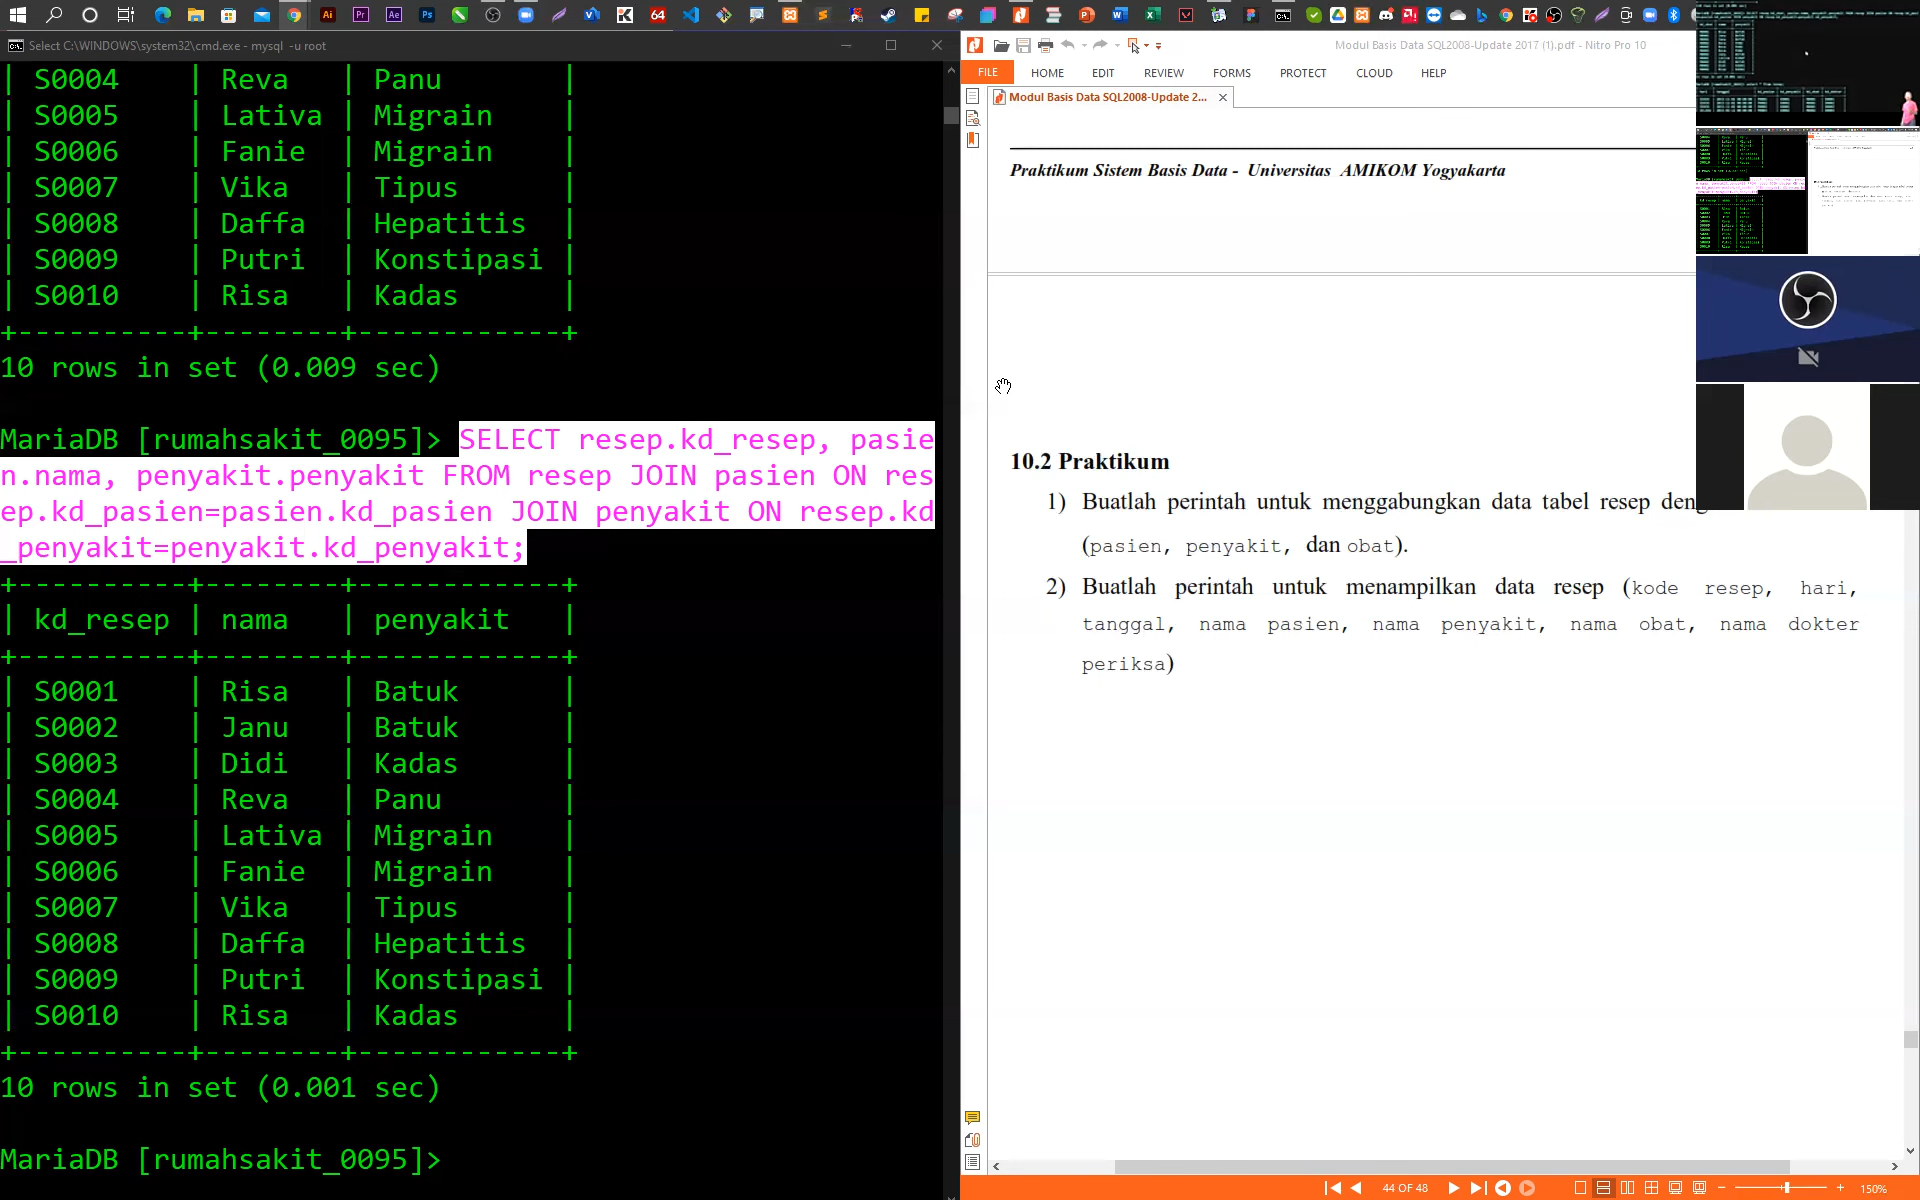 Select C:\WINDOWS\system32\cmd.exe - mysql -u root
| S0004 | Reva | Panu |
| S0005 | Lativa | Migrain |
| S0006 | Fanie | Migrain |
| S0007 | Vika | Tipus |
| S0008 | Daffa | Hepatitis |
| S0009 | Putri | Konstipasi |
| S0010 | Risa | Kadas |
+----------+--------+------------+
10 rows in set (0.009 sec)
MariaDB [rumahsakit_0095]> SELECT resep.kd_resep, pasie
n.nama, penyakit.penyakit FROM resep JOIN pasien ON res
ep.kd_pasien=pasien.kd_pasien JOIN penyakit ON resep.kd
_penyakit=penyakit.kd_penyakit;
+----------+--------+------------+
| kd_resep | nama | penyakit |
+----------+--------+------------+
| S0001 | Risa | Batuk |
| S0002 | Janu | Batuk |
| S0003 | Didi | Kadas |
| S0004 | Reva | Panu |
| S0005 | Lativa | Migrain |
| S0006 | Fanie | Migrain |
| S0007 | Vika | Tipus |
| S0008 | Daffa | Hepatitis |
| S0009 | Putri | Konstipasi |
| S0010 | Risa | Kadas |
+----------+--------+------------+
10 rows in set (0.001 sec)
MariaDB [rumahsakit_0095]>
Modul Basis Data SQL2008-Update 2017 (1).pdf - Nitro Pro 10
FILE HOME EDIT REVIEW FORMS PROTECT CLOUD HELP
Modul Basis Data SQL2008-Update 2...
Praktikum Sistem Basis Data - Universitas AMIKOM Yogyakarta
10.2 Praktikum
1) Buatlah perintah untuk menggabungkan data tabel resep deng
(pasien, penyakit, dan obat).
2) Buatlah perintah untuk menampilkan data resep (kode resep, hari,
tanggal, nama pasien, nama penyakit, nama obat, nama dokter
periksa)
44 OF 48
150%